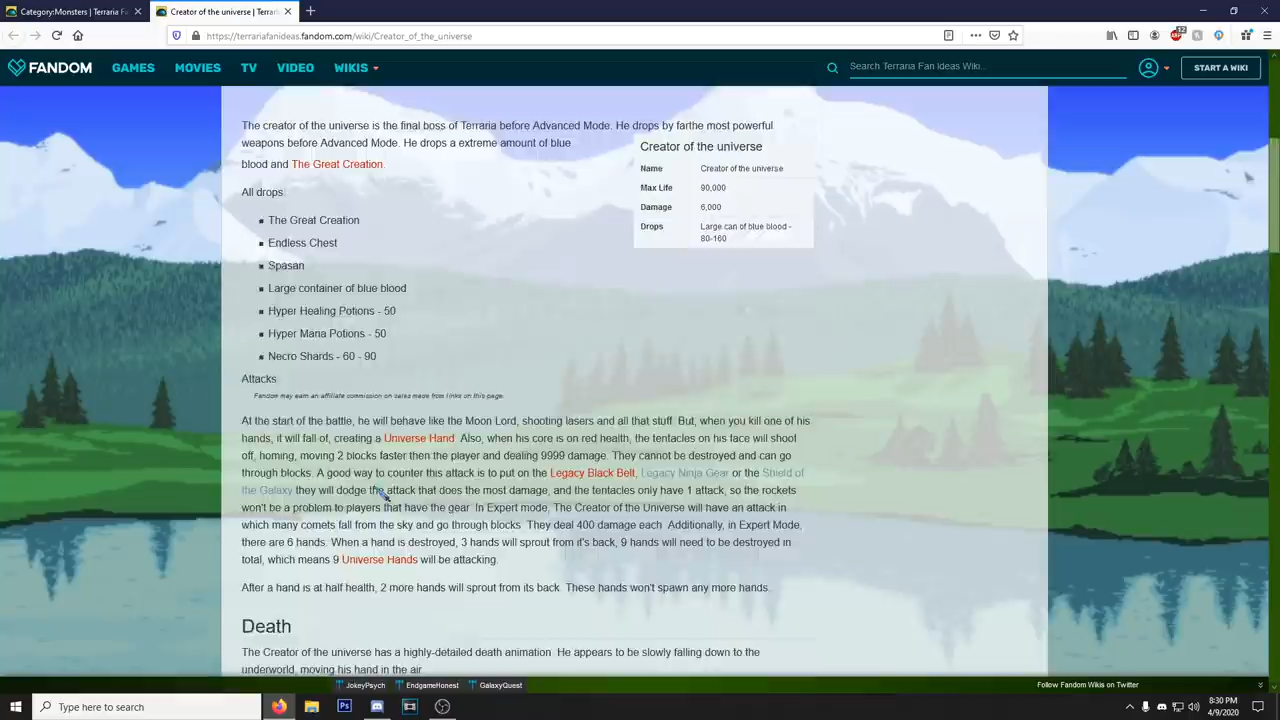 Category:Monsters | Terraria F
Creator of the universe | Terrari
https://terrariafanideas.fandom.com/wiki/Creator_of_the_universe
12
FANDOM GAMES MOVIES TV VIDEO WIKIS
Search Terraria Fan Ideas Wiki...
START A WIKI
The creator of the universe is the final boss of Terraria before Advanced Mode. He drops by farthe most powerful
weapons before Advanced Mode. He drops a extreme amount of blue
blood and The Great Creation.
Creator of the universe
Name Creator of the universe
Max Life 90,000
Damage 6,000
Drops Large can of blue blood -
80-160
All drops:
The Great Creation
Endless Chest
Spasan
Large container of blue blood
Hyper Healing Potions - 50
Hyper Mana Potions - 50
Necro Shards - 60 - 90
Attacks
Fandom may earn an affiliate commission on sales made from links on this page.
At the start of the battle, he will behave like the Moon Lord, shooting lasers and all that stuff. But, when you kill one of his
hands, it will fall of, creating a Universe Hand. Also, when his core is on red health, the tentacles on his face will shoot
off, homing, moving 2 blocks faster then the player and dealing 9999 damage. They cannot be destroyed and can go
through blocks. A good way to counter this attack is to put on the Legacy Black Belt, Legacy Ninja Gear or the Shield of
the Galaxy they will dodge the attack that does the most damage, and the tentacles only have 1 attack, so the rockets
won't be a problem to players that have the gear. In Expert mode, The Creator of the Universe will have an attack in
which many comets fall from the sky and go through blocks. They deal 400 damage each. Additionally, in Expert Mode,
there are 6 hands. When a hand is destroyed, 3 hands will sprout from it's back, 9 hands will need to be destroyed in
total, which means 9 Universe Hands will be attacking.
After a hand is at half health, 2 more hands will sprout from its back. These hands won't spawn any more hands.
Death
The Creator of the universe has a highly-detailed death animation. He appears to be slowly falling down to the
underworld, moving his hand in the air
JokeyPsych EndgameHonest GalaxyQuest
Follow Fandom Wikis on Twitter
Type here to search
8:30 PM
4/9/2020